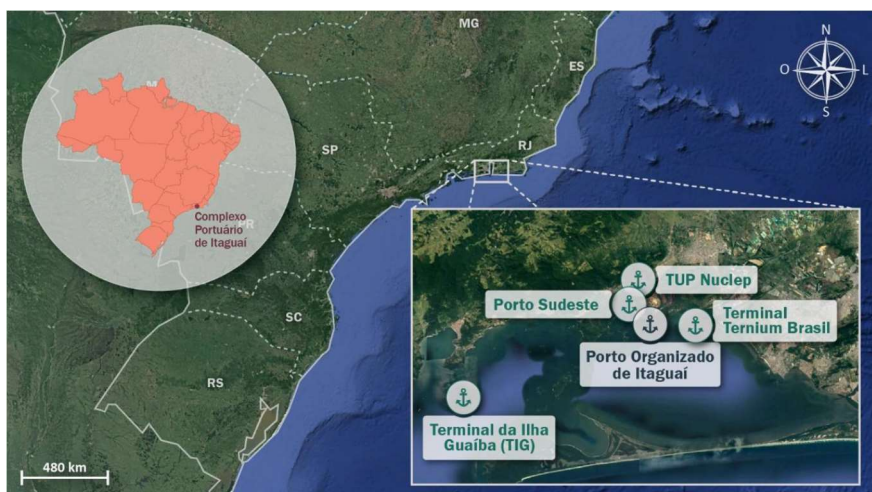 MG
ES
N
O
L
S
SP
RJ
Complexo
Portuário
de Itaguaí
PR
SC
RS
480 km
TUP Nuclep
Porto Sudeste
Terminal
Ternium Brasil
Porto Organizado
de Itaguaí
Terminal da Ilha
Guaíba (TIG)